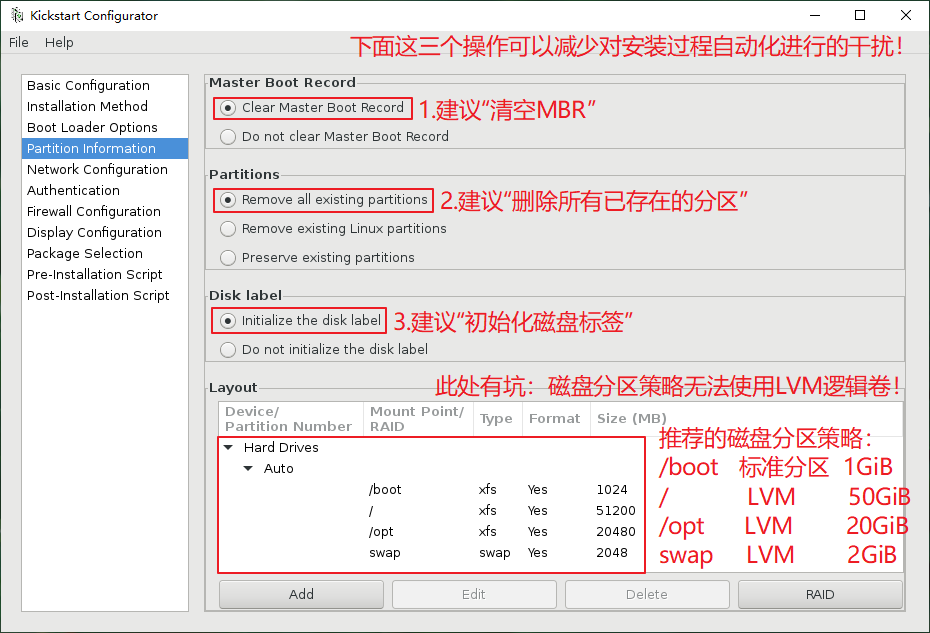 Kickstart Configurator
File Help
下面这三个操作可以减少对安装过程自动化进行的干扰！
Basic Configuration
Installation Method
Boot Loader Options
Partition Information
Network Configuration
Authentication
Firewall Configuration
Display Configuration
Package Selection
Pre-Installation Script
Post-Installation Script
Master Boot Record
Clear Master Boot Record 1.建议“清空MBR”
Do not clear Master Boot Record
Partitions
Remove all existing partitions 2.建议“删除所有已存在的分区”
Remove existing Linux partitions
Preserve existing partitions
Disk label
Initialize the disk label 3.建议“初始化磁盘标签”
Do not initialize the disk label
Layout 此处有坑：磁盘分区策略无法使用LVM逻辑卷！
Device/ Partition Number Mount Point/ RAID Type Format Size (MB)
Hard Drives
Auto
/boot xfs Yes 1024
/ xfs Yes 51200
/opt xfs Yes 20480
swap swap Yes 2048
推荐的磁盘分区策略：
/boot 标准分区 1GiB
/ LVM 50GiB
/opt LVM 20GiB
swap LVM 2GiB
Add Edit Delete RAID